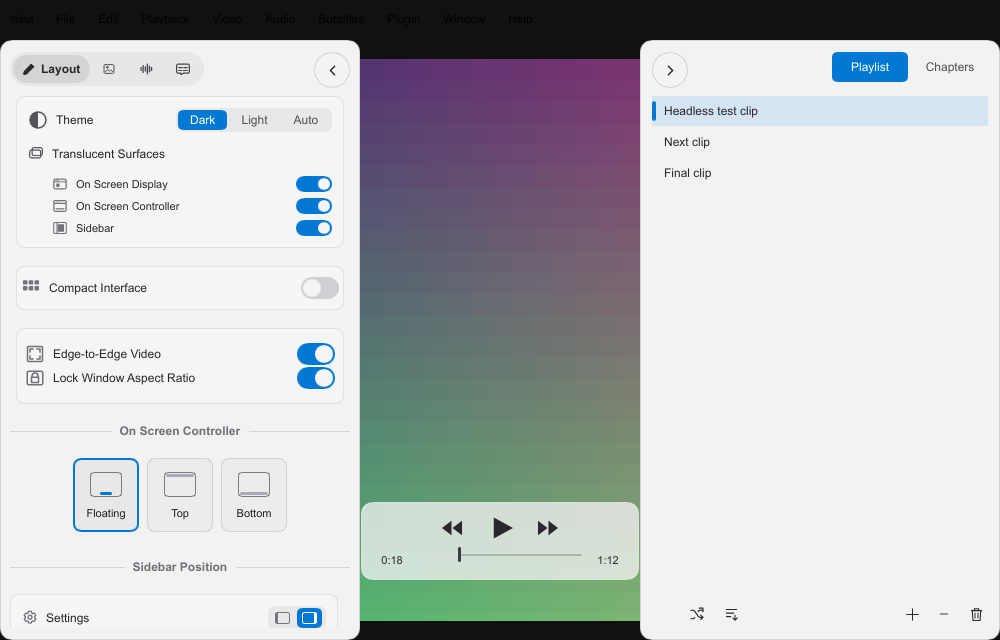 iina File Edit Playback Video Audio Subtitles Plugin Window Help
Layout
Playlist Chapters
Theme Dark Light Auto
Translucent Surfaces
On Screen Display
On Screen Controller
Sidebar
Compact Interface
Edge-to-Edge Video
Lock Window Aspect Ratio
On Screen Controller
Floating Top Bottom
Sidebar Position
Settings
0:18 1:12
Headless test clip
Next clip
Final clip